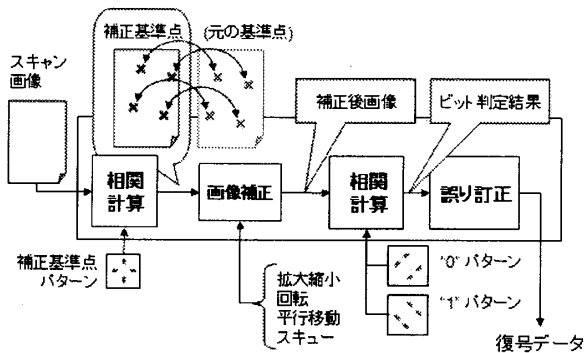 補正基準点 (元の基準点)
スキャン
画像
補正後画像
ビット判定結果
相関
計算
画像補正
相関
計算
誤り訂正
補正基準点
パターン
拡大縮小
回転
平行移動
スキュー
"0" パターン
"1" パターン
復号データ